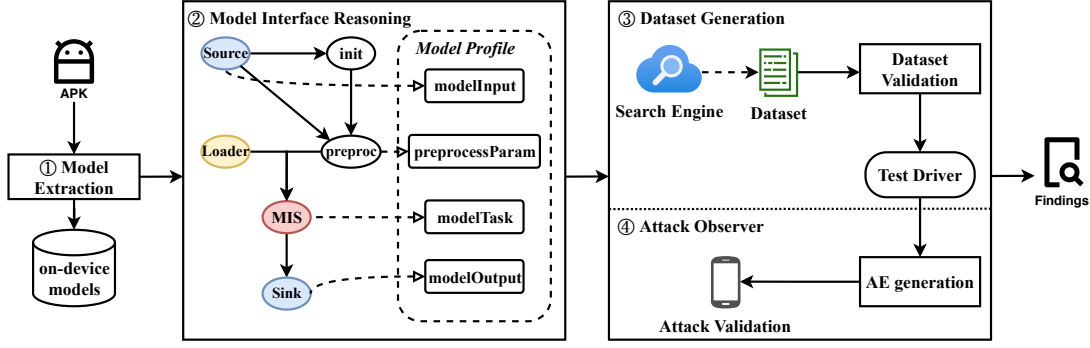 APK
① Model
Extraction
on-device
models
② Model Interface Reasoning
Source
init
Loader
preproc
MIS
Sink
Model Profile
modelInput
preprocessParam
modelTask
modelOutput
③ Dataset Generation
Search Engine
Dataset
Dataset
Validation
Test Driver
④ Attack Observer
AE generation
Attack Validation
Findings